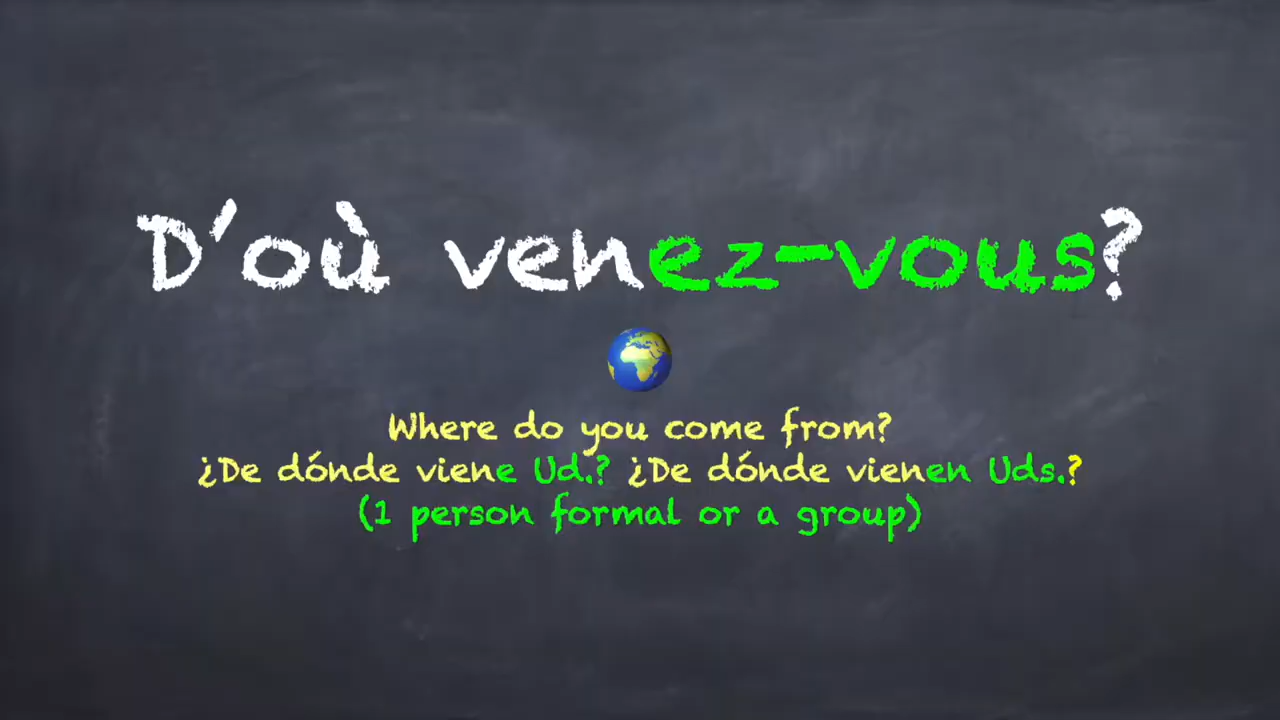 D'où venez-vous?
Where do you come from?
¿De dónde viene Ud.? ¿De dónde vienen Uds.?
(1 person formal or a group)